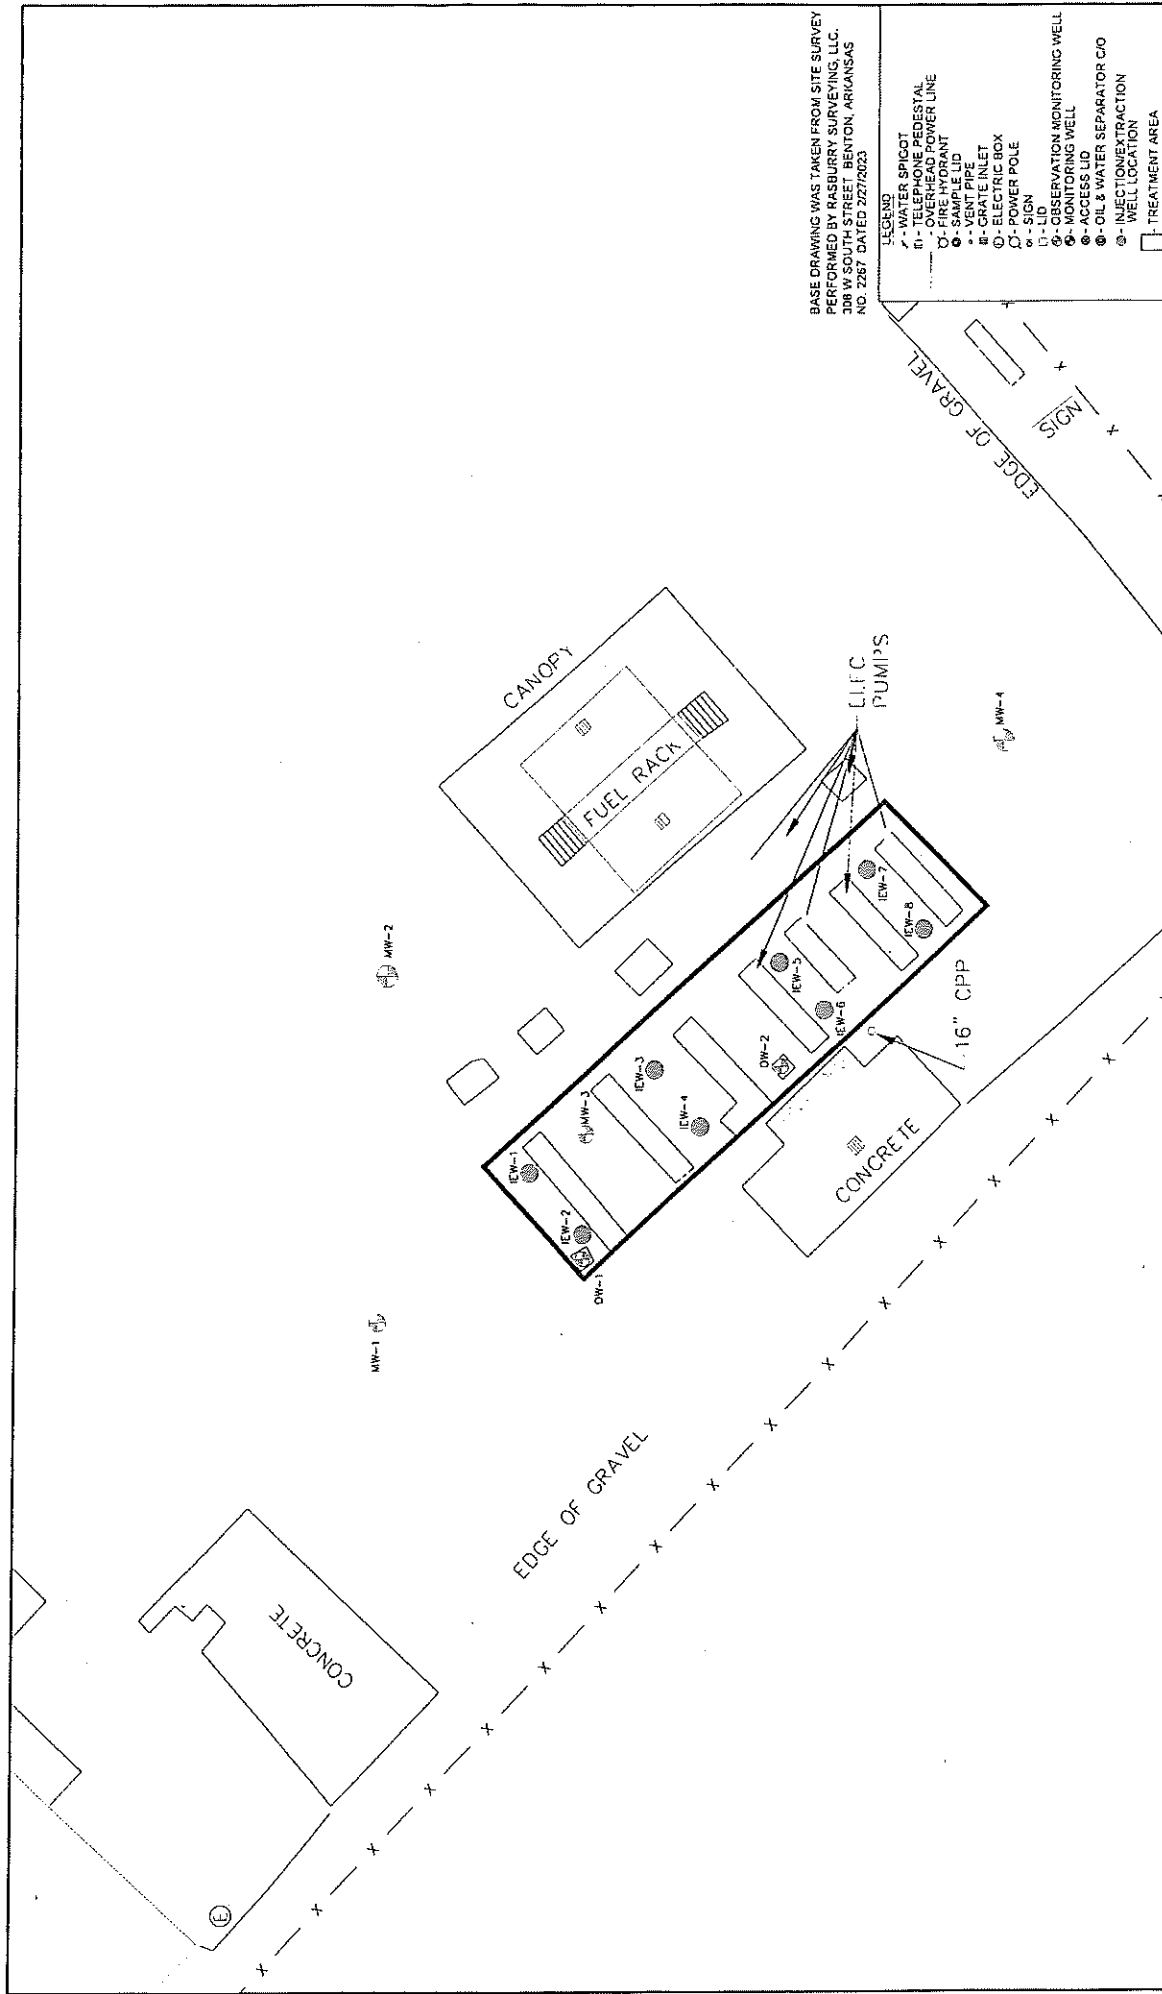 BASE DRAWING WAS TAKEN FROM SITE SURVEY
PERFORMED BY RASBURRY SURVEYING, LLC.
308 W SOUTH STREET BENTON, ARKANSAS
NO. 2267 DATED 2/27/2023
LEGEND
- WATER SPIGOT
- TELEPHONE PEDESTAL
- OVERHEAD POWER LINE
- FIRE HYDRANT
- SAMPLE LID
- VENT PIPE
- GRATE INLET
- ELECTRIC BOX
- POWER POLE
- SIGN
- LID
- OBSERVATION MONITORING WELL
- MONITORING WELL
- ACCESS LID
- OIL & WATER SEPARATOR C/O
- INJECTION/EXTRACTION
WELL LOCATION
- TREATMENT AREA
E
CONCRETE
EDGE OF GRAVEL
MW-1
MW-2
IEW-1
IEW-2
OW-1
MW-3
IEW-3
IEW-4
OW-2
IEW-5
IEW-6
IEW-7
IEW-8
CANOPY
FUEL RACK
PUMPS
MW-4
CONCRETE
16" CPP
EDGE OF GRAVEL
SIGN